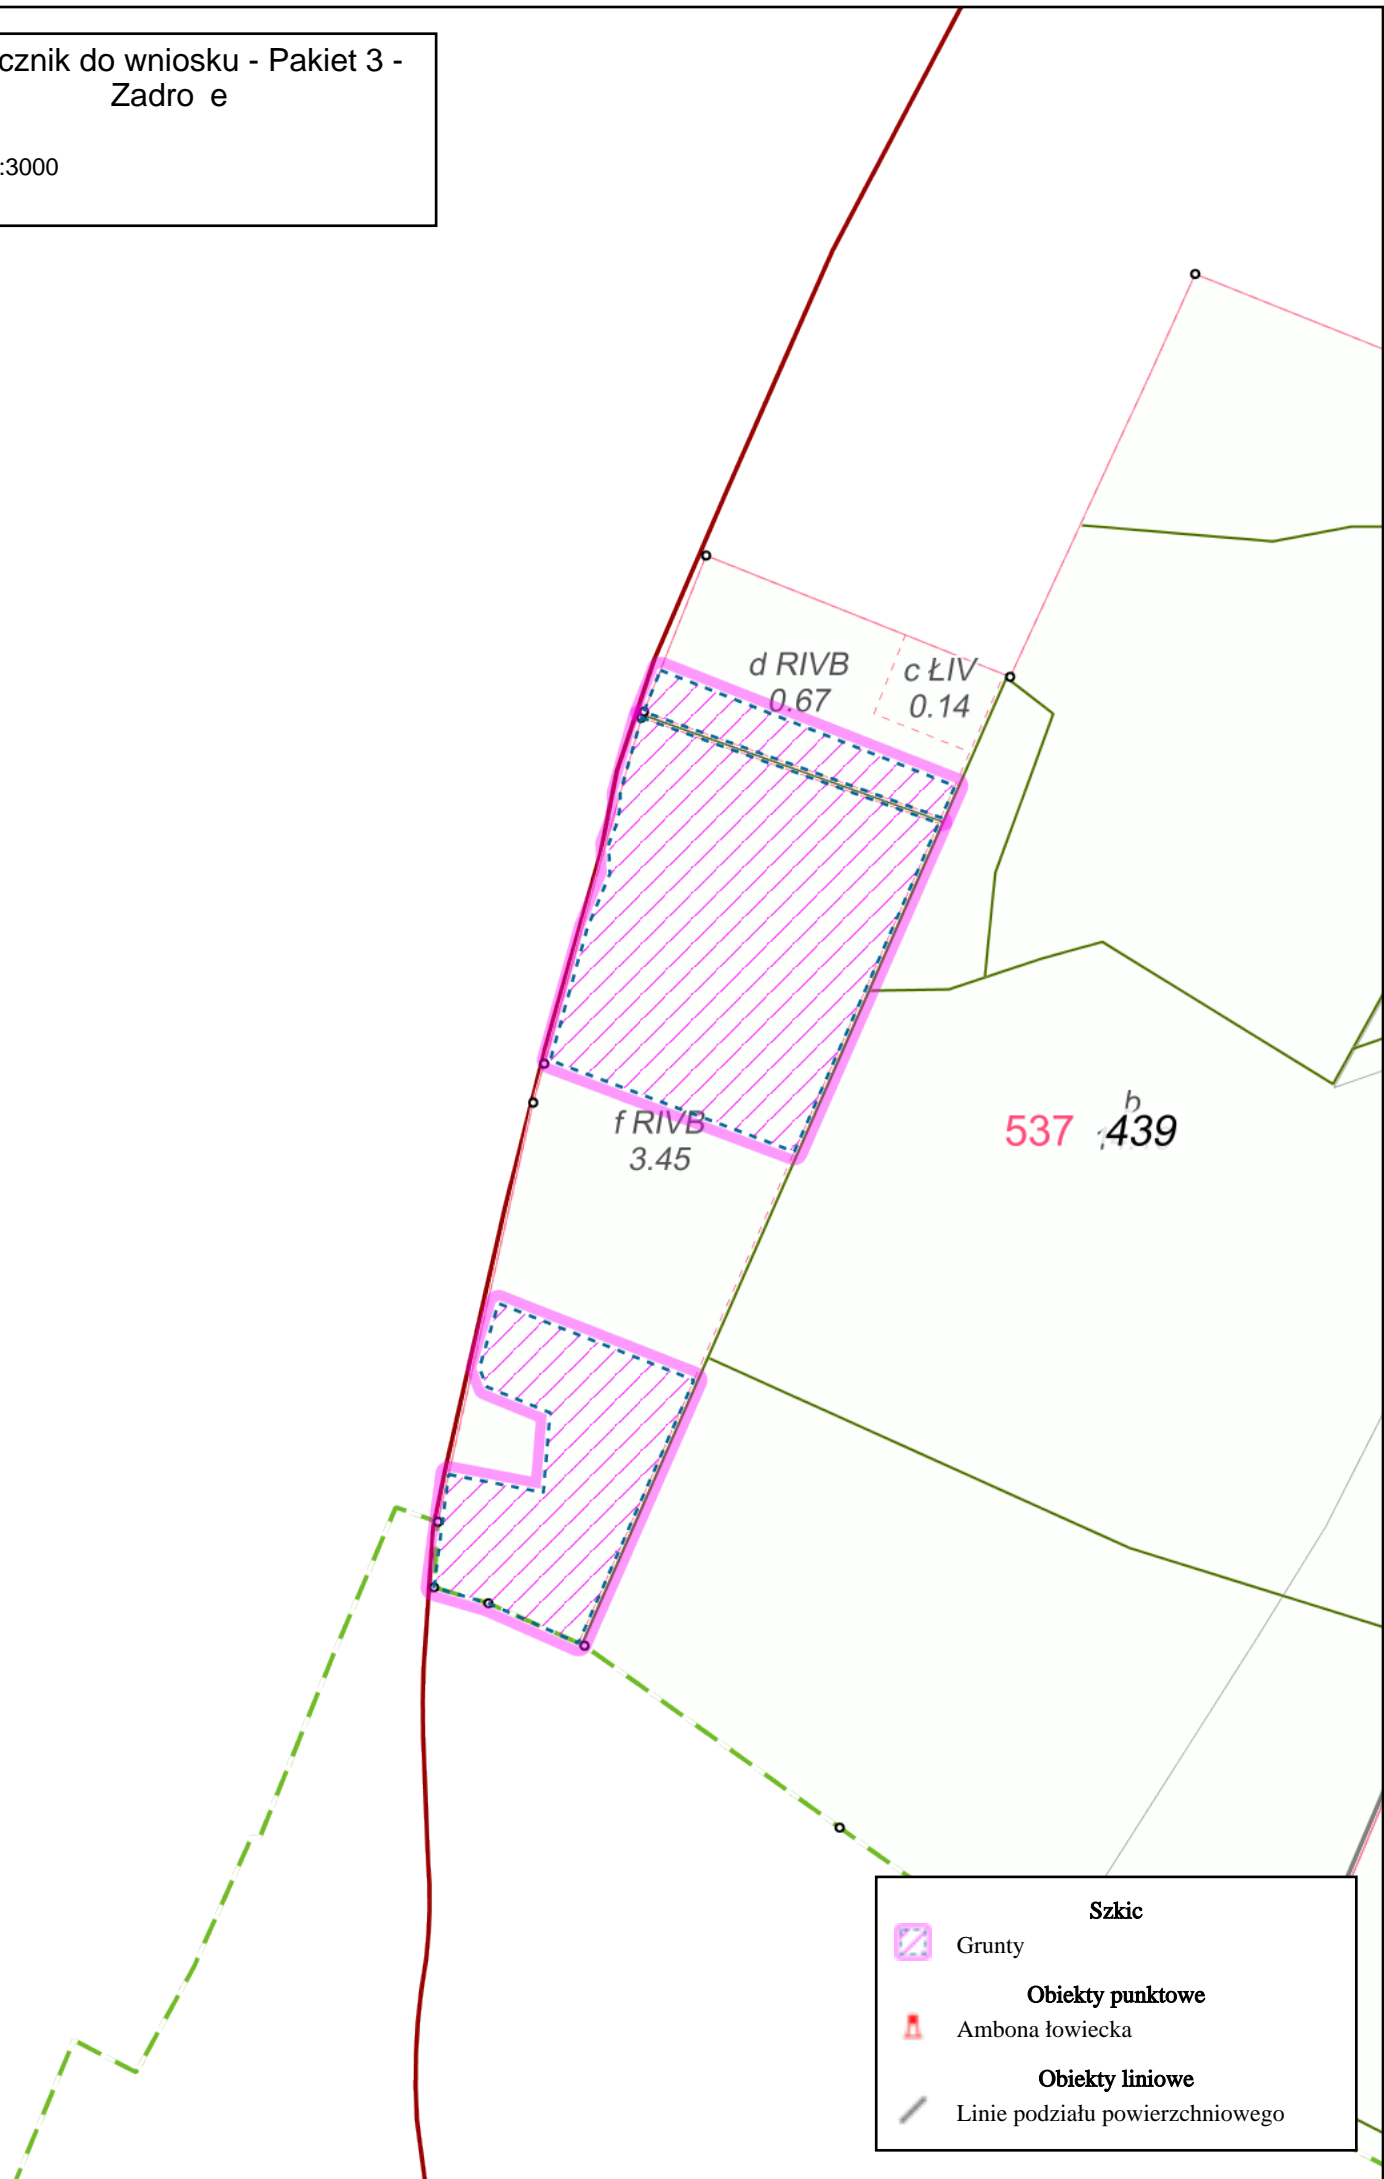 cznik do wniosku - Pakiet 3 -
Zadro e
:3000
d RIVB
0.67
c ŁIV
0.14
f RIVB
3.45
b
537
439
Szkic
Grunty
Obiekty punktowe
Ambona łowiecka
Obiekty liniowe
Linie podziału powierzchniowego